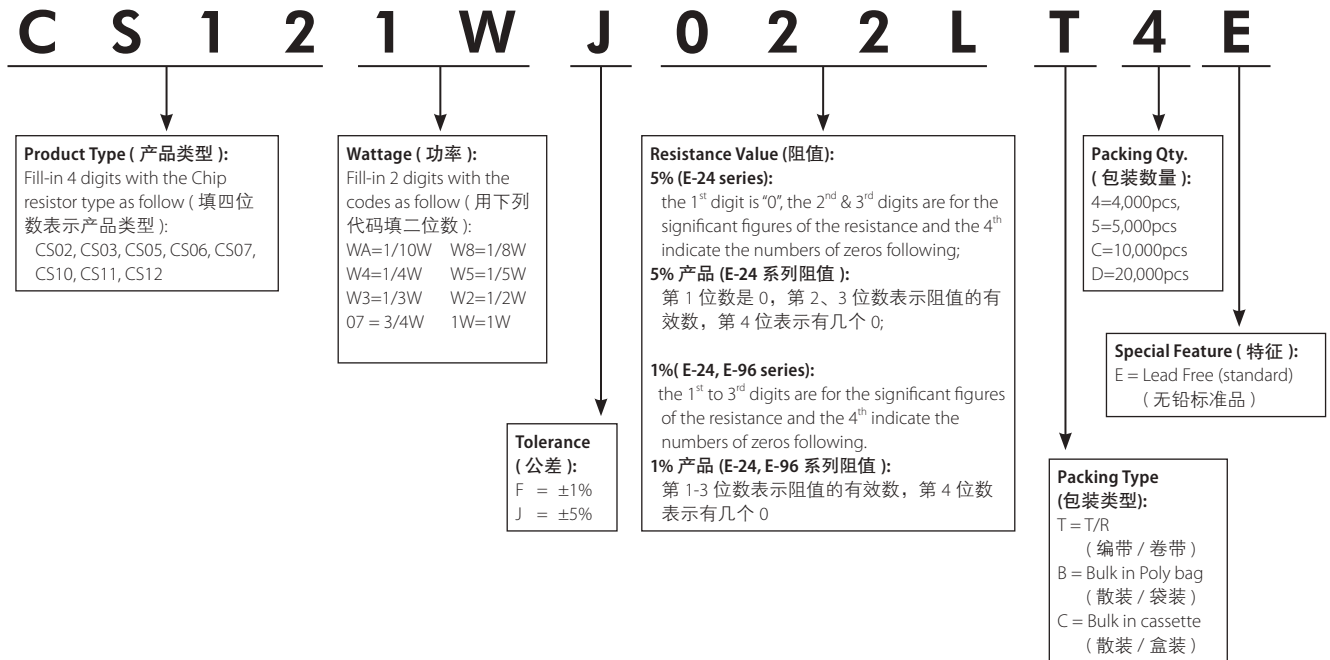 C S 1 2 1 W J 0 2 2 L T 4 E
Product Type ( 产品类型 ):
Fill-in 4 digits with the Chip
resistor type as follow ( 填四位
数表示产品类型 ):
CS02, CS03, CS05, CS06, CS07,
CS10, CS11, CS12
Wattage ( 功率 ):
Fill-in 2 digits with the
codes as follow ( 用下列
代码填二位数 ):
WA=1/10W W8=1/8W
W4=1/4W W5=1/5W
W3=1/3W W2=1/2W
07 = 3/4W 1W=1W
Tolerance
( 公差 ):
F = ±1%
J = ±5%
Resistance Value (阻值):
5% (E-24 series):
the 1st digit is "0", the 2nd & 3rd digits are for the
significant figures of the resistance and the 4th
indicate the numbers of zeros following;
5% 产品 (E-24 系列阻值 ):
第 1 位数是 0，第 2、3 位数表示阻值的有
效数，第 4 位表示有几个 0;
1%( E-24, E-96 series):
the 1st to 3rd digits are for the significant figures
of the resistance and the 4th indicate the
numbers of zeros following.
1% 产品 (E-24, E-96 系列阻值 ):
第 1-3 位数表示阻值的有效数，第 4 位数
表示有几个 0
Packing Qty.
( 包装数量 ):
4=4,000pcs,
5=5,000pcs
C=10,000pcs
D=20,000pcs
Special Feature ( 特征 ):
E = Lead Free (standard)
( 无铅标准品 )
Packing Type
(包装类型):
T = T/R
( 编带 / 卷带 )
B = Bulk in Poly bag
( 散装 / 袋装 )
C = Bulk in cassette
( 散装 / 盒装 )